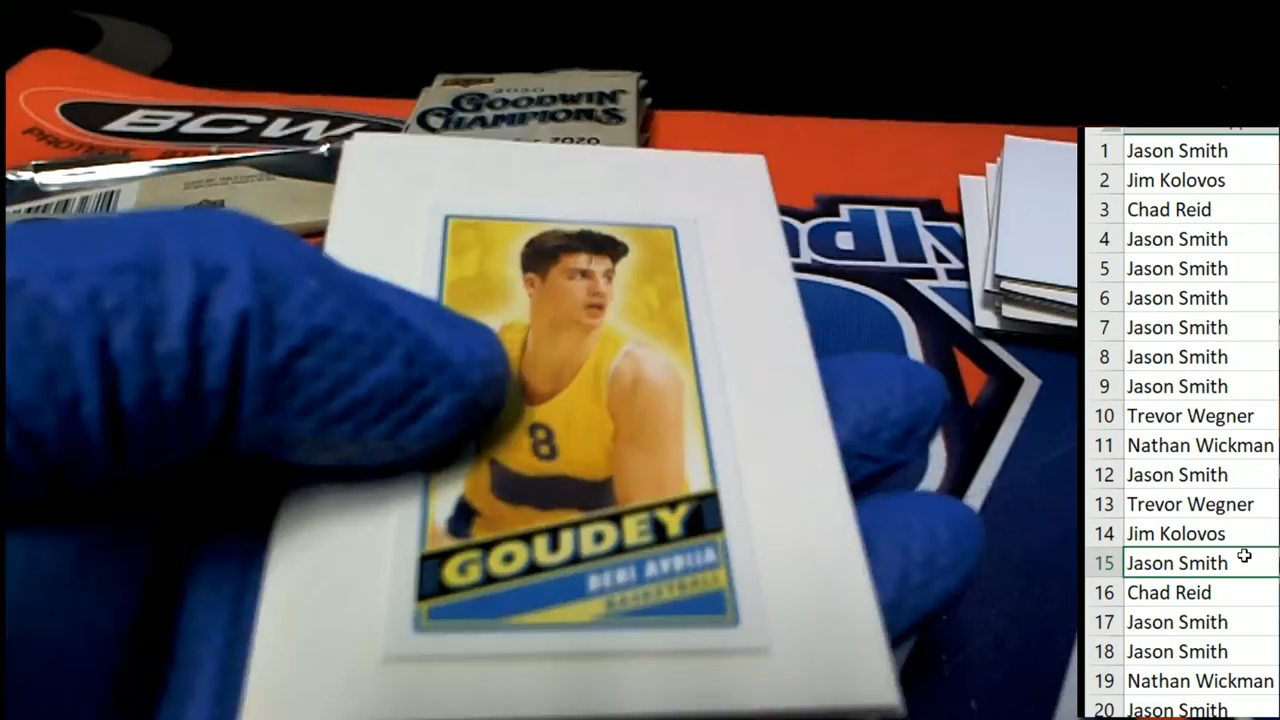 BCW
2020
GOODWIN
CHAMPIONS
2020
8
GOUDEY
DENI AVDIJA
BASKETBALL
1 Jason Smith
2 Jim Kolovos
3 Chad Reid
4 Jason Smith
5 Jason Smith
6 Jason Smith
7 Jason Smith
8 Jason Smith
9 Jason Smith
10 Trevor Wegner
11 Nathan Wickman
12 Jason Smith
13 Trevor Wegner
14 Jim Kolovos
15 Jason Smith
16 Chad Reid
17 Jason Smith
18 Jason Smith
19 Nathan Wickman
20 Jason Smith